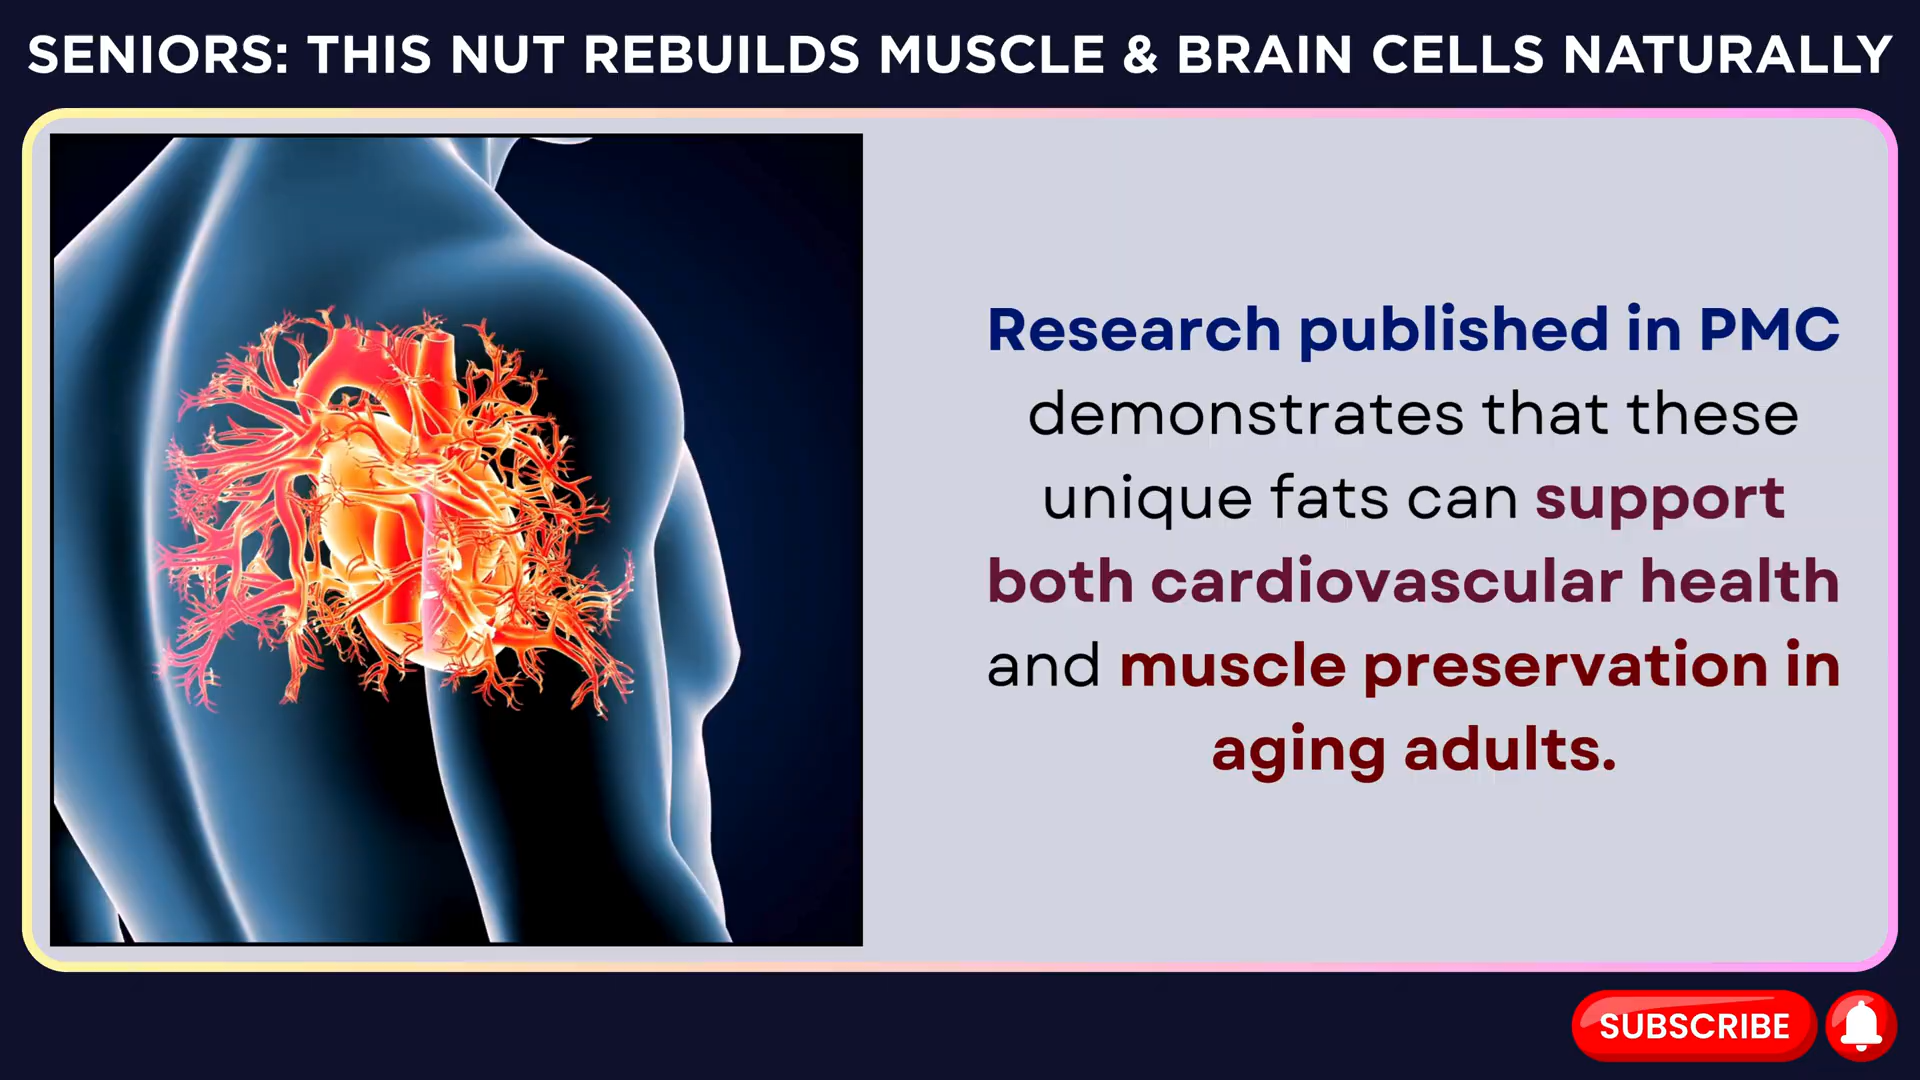 SENIORS: THIS NUT REBUILDS MUSCLE & BRAIN CELLS NATURALLY
Research published in PMC
demonstrates that these
unique fats can support
both cardiovascular health
and muscle preservation in
aging adults.
SUBSCRIBE